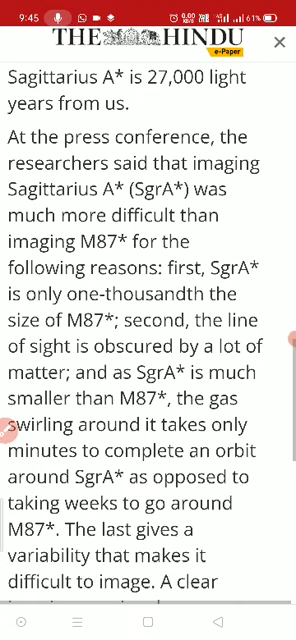 9:45
61%
THE HINDU
e-Paper
Sagittarius A* is 27,000 light
years from us.
At the press conference, the
researchers said that imaging
Sagittarius A* (SgrA*) was
much more difficult than
imaging M87* for the
following reasons: first, SgrA*
is only one-thousandth the
size of M87*; second, the line
of sight is obscured by a lot of
matter; and as SgrA* is much
smaller than M87*, the gas
swirling around it takes only
minutes to complete an orbit
around SgrA* as opposed to
taking weeks to go around
M87*. The last gives a
variability that makes it
difficult to image. A clear